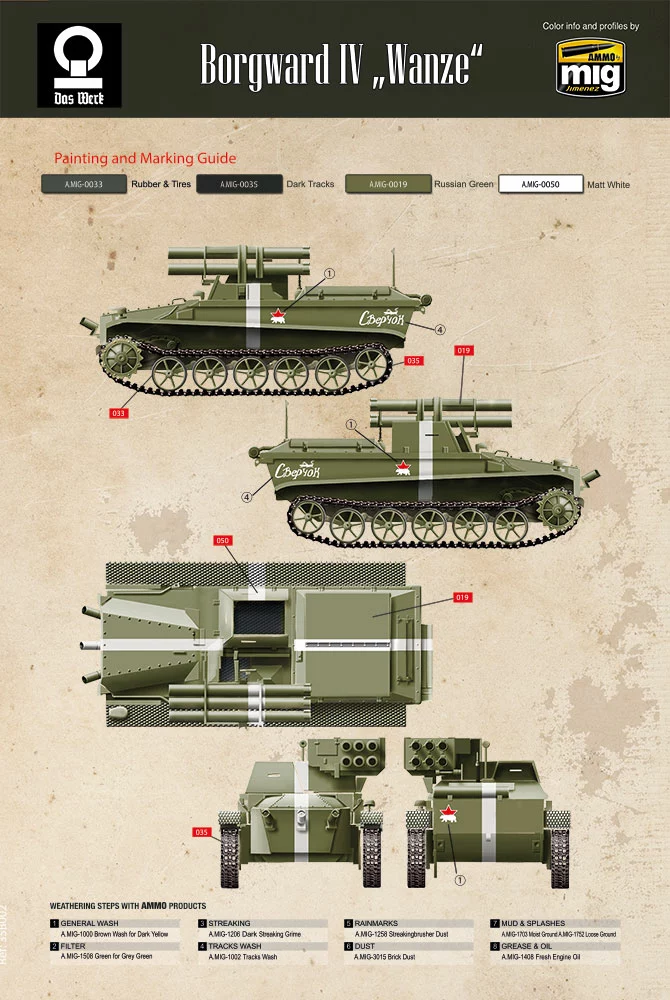 Das Werk
Borgward IV „Wanze“
Color info and profiles by
AMMO by
mig
Jimenez
Painting and Marking Guide
A.MIG-0033 Rubber & Tires A.MIG-0035 Dark Tracks A.MIG-0019 Russian Green A.MIG-0050 Matt White
1
Сверчок
4
035
033
019
1
Сверчок
4
050
019
035
1
WEATHERING STEPS WITH AMMO PRODUCTS
1 GENERAL WASH
A.MIG-1000 Brown Wash for Dark Yellow
2 FILTER
A.MIG-1508 Green for Grey Green
3 STREAKING
A.MIG-1206 Dark Streaking Grime
4 TRACKS WASH
A.MIG-1002 Tracks Wash
5 RAINMARKS
A.MIG-1258 Streakingbrusher Dust
6 DUST
A.MIG-3015 Brick Dust
7 MUD & SPLASHES
A.MIG-1703 Moist Ground A.MIG-1752 Loose Ground
8 GREASE & OIL
A.MIG-1408 Fresh Engine Oil